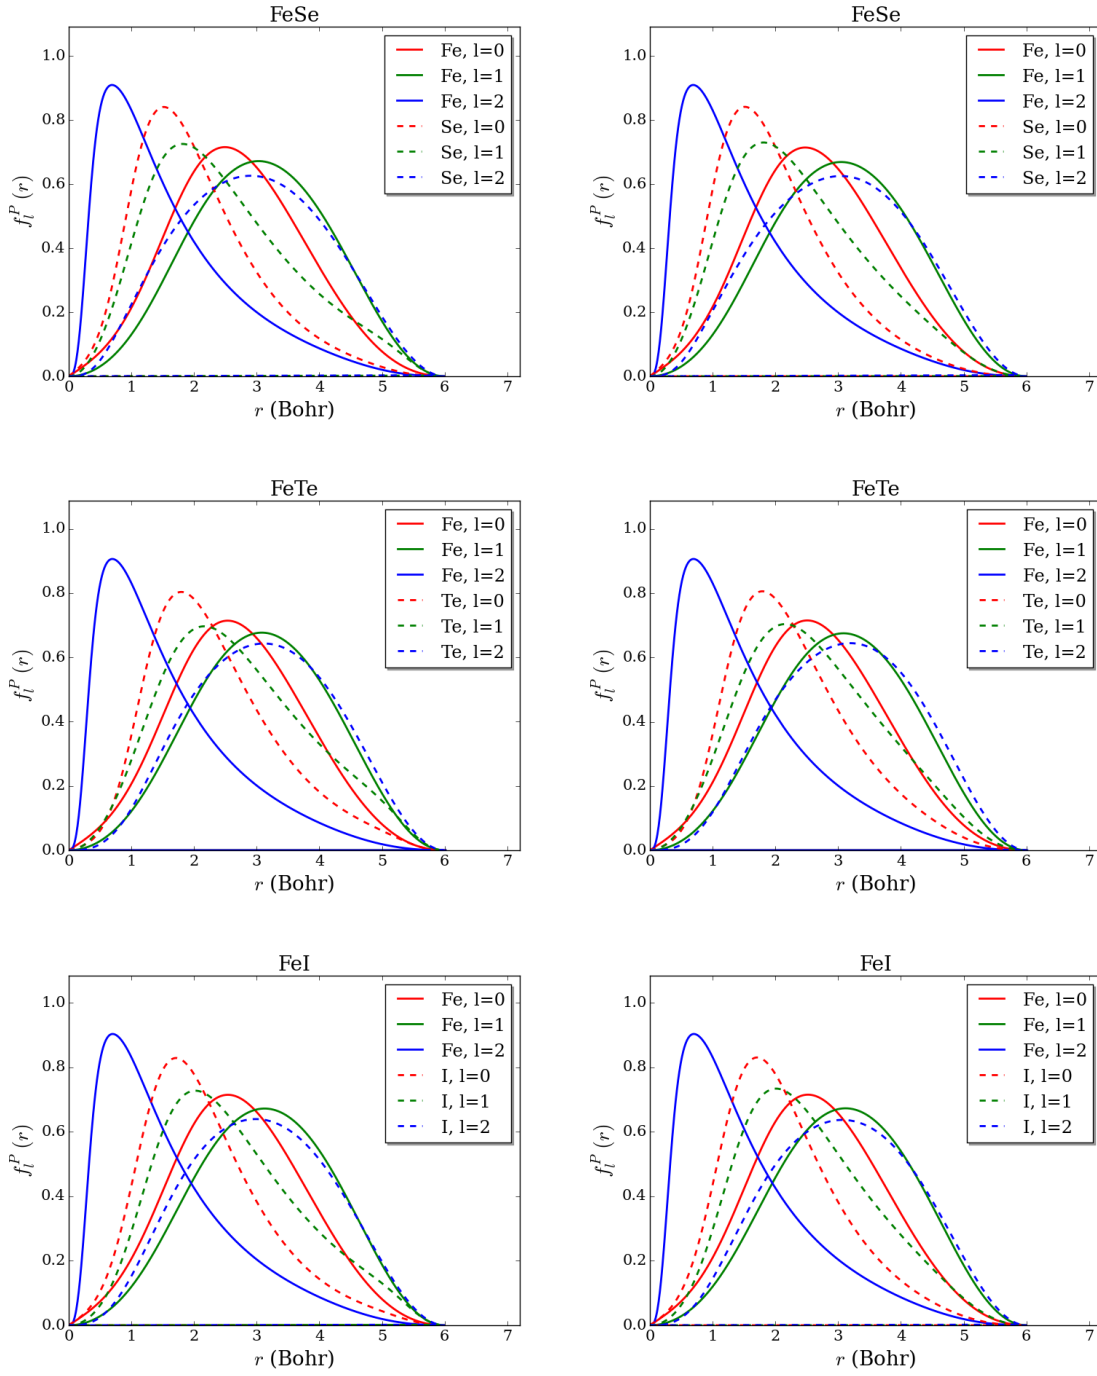 FeSe
1.0
0.8
0.6
0.4
0.2
0.0
f_l^P (r)
Fe, l=0
Fe, l=1
Fe, l=2
Se, l=0
Se, l=1
Se, l=2
0 1 2 3 4 5 6 7
r (Bohr)
FeSe
1.0
0.8
0.6
0.4
0.2
0.0
f_l^P (r)
Fe, l=0
Fe, l=1
Fe, l=2
Se, l=0
Se, l=1
Se, l=2
0 1 2 3 4 5 6 7
r (Bohr)
FeTe
1.0
0.8
0.6
0.4
0.2
0.0
f_l^P (r)
Fe, l=0
Fe, l=1
Fe, l=2
Te, l=0
Te, l=1
Te, l=2
0 1 2 3 4 5 6 7
r (Bohr)
FeTe
1.0
0.8
0.6
0.4
0.2
0.0
f_l^P (r)
Fe, l=0
Fe, l=1
Fe, l=2
Te, l=0
Te, l=1
Te, l=2
0 1 2 3 4 5 6 7
r (Bohr)
FeI
1.0
0.8
0.6
0.4
0.2
0.0
f_l^P (r)
Fe, l=0
Fe, l=1
Fe, l=2
I, l=0
I, l=1
I, l=2
0 1 2 3 4 5 6 7
r (Bohr)
FeI
1.0
0.8
0.6
0.4
0.2
0.0
f_l^P (r)
Fe, l=0
Fe, l=1
Fe, l=2
I, l=0
I, l=1
I, l=2
0 1 2 3 4 5 6 7
r (Bohr)